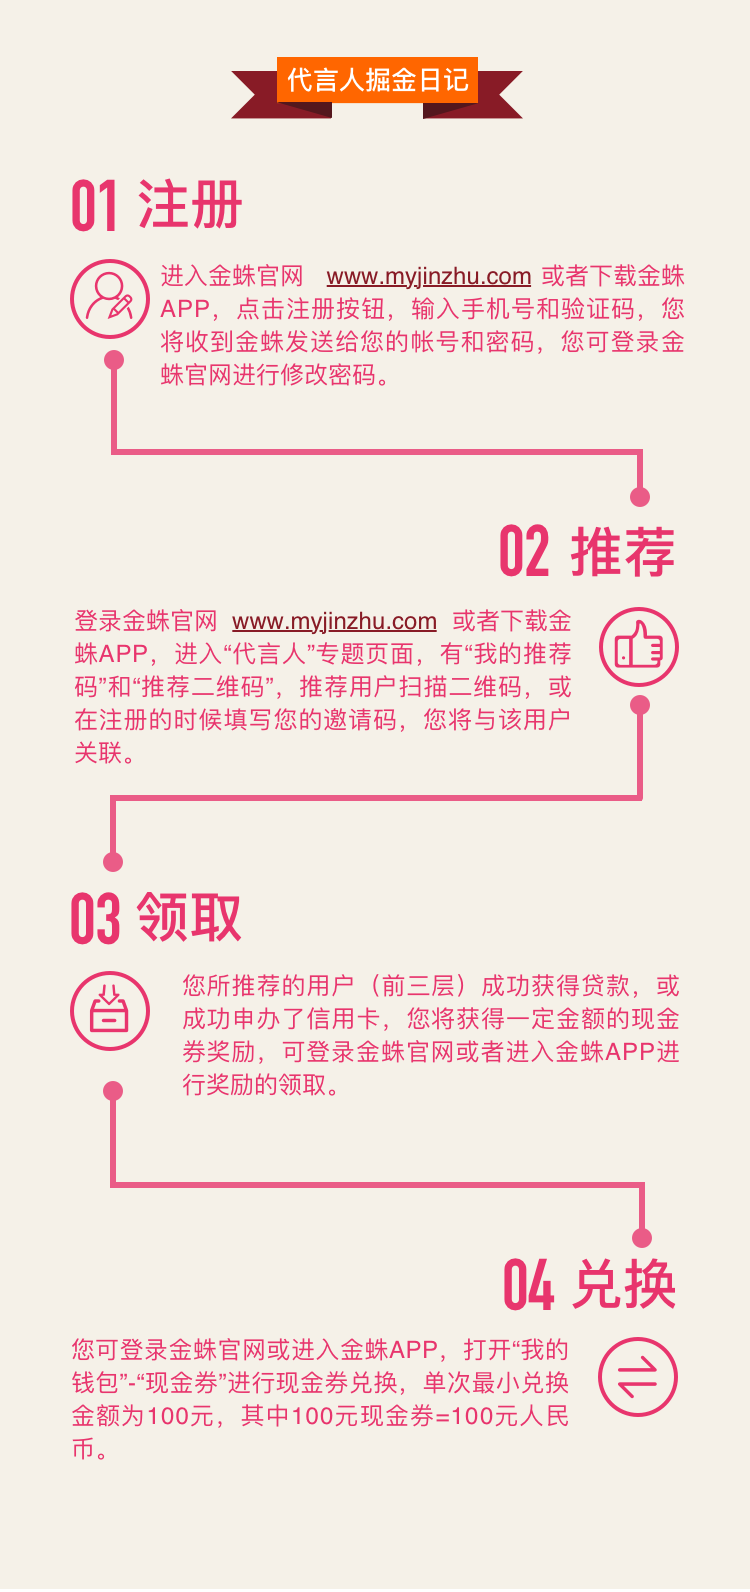 代言人掘金日记
01 注册
进入金蛛官网 www.myjinzhu.com 或者下载金蛛
APP，点击注册按钮，输入手机号和验证码，您
将收到金蛛发送给您的帐号和密码，您可登录金
蛛官网进行修改密码。
02 推荐
登录金蛛官网 www.myjinzhu.com 或者下载金
蛛APP，进入“代言人”专题页面，有“我的推荐
码”和“推荐二维码”，推荐用户扫描二维码，或
在注册的时候填写您的邀请码，您将与该用户
关联。
03 领取
您所推荐的用户（前三层）成功获得贷款，或
成功申办了信用卡，您将获得一定金额的现金
券奖励，可登录金蛛官网或者进入金蛛APP进
行奖励的领取。
04 兑换
您可登录金蛛官网或进入金蛛APP，打开“我的
钱包”-“现金券”进行现金券兑换，单次最小兑换
金额为100元，其中100元现金券=100元人民
币。